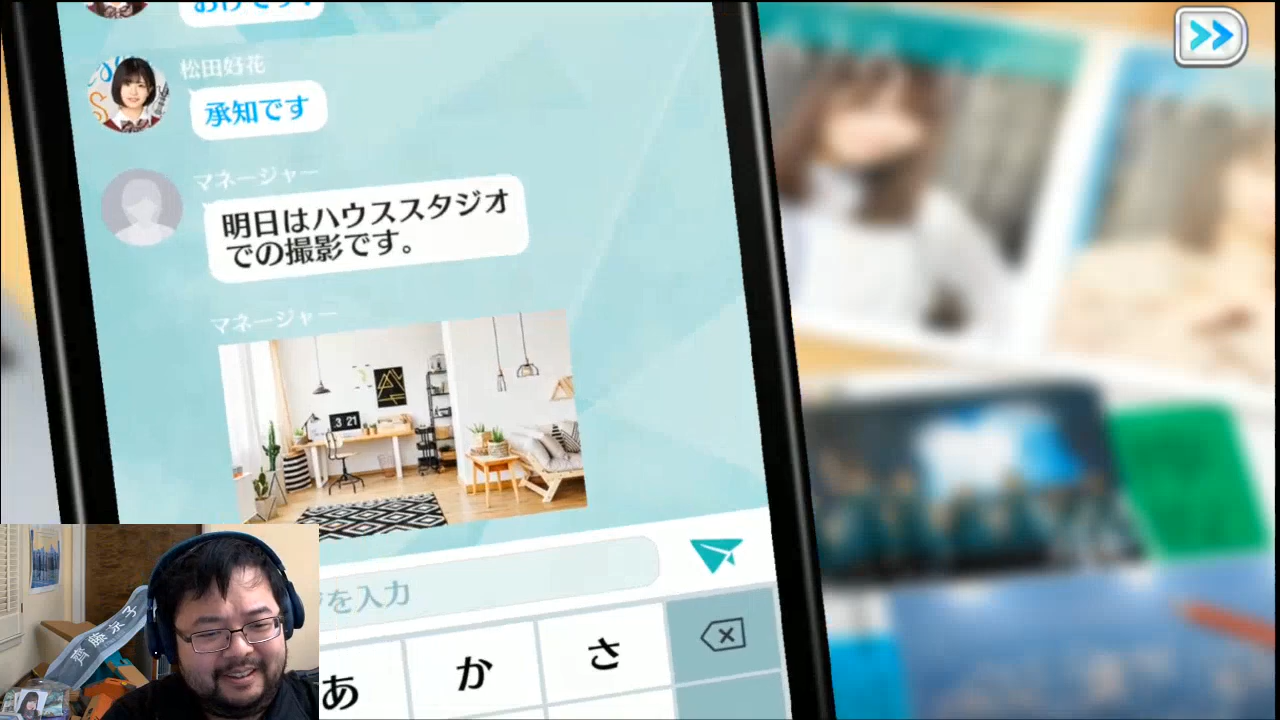 松田好花
承知です
マネージャー
明日はハウススタジオ
での撮影です。
マネージャー
3 21
を入力
あ
か
さ
齊藤京子